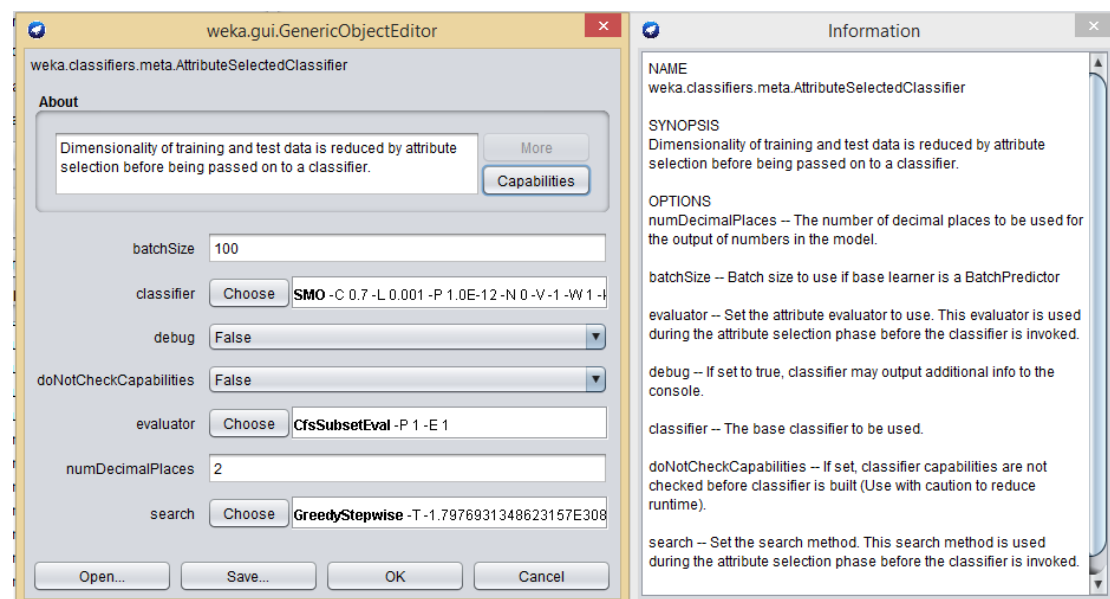 weka.gui.GenericObjectEditor
weka.classifiers.meta.AttributeSelectedClassifier
About
Dimensionality of training and test data is reduced by attribute
selection before being passed on to a classifier.
More
Capabilities
batchSize 100
classifier Choose SMO -C 0.7 -L 0.001 -P 1.0E-12 -N 0 -V -1 -W 1
debug False
doNotCheckCapabilities False
evaluator Choose CfsSubsetEval -P 1 -E 1
numDecimalPlaces 2
search Choose GreedyStepwise -T -1.7976931348623157E308
Open... Save... OK Cancel
Information
NAME
weka.classifiers.meta.AttributeSelectedClassifier
SYNOPSIS
Dimensionality of training and test data is reduced by attribute
selection before being passed on to a classifier.
OPTIONS
numDecimalPlaces -- The number of decimal places to be used for
the output of numbers in the model.
batchSize -- Batch size to use if base learner is a BatchPredictor
evaluator -- Set the attribute evaluator to use. This evaluator is used
during the attribute selection phase before the classifier is invoked.
debug -- If set to true, classifier may output additional info to the
console.
classifier -- The base classifier to be used.
doNotCheckCapabilities -- If set, classifier capabilities are not
checked before classifier is built (Use with caution to reduce
runtime).
search -- Set the search method. This search method is used
during the attribute selection phase before the classifier is invoked.